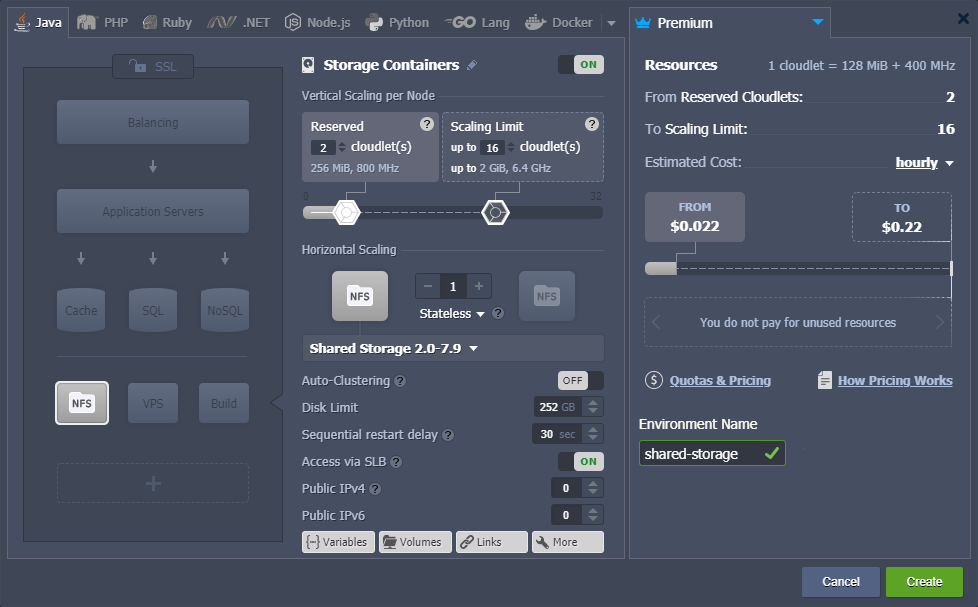 Java PHP Ruby .NET Node.js Python Lang Docker
Premium
SSL
Balancing
Application Servers
Cache SQL NoSQL
NFS VPS Build
Storage Containers ON
Vertical Scaling per Node
Reserved ?
2 cloudlet(s)
256 MiB, 800 MHz
Scaling Limit ?
up to 16 cloudlet(s)
up to 2 GiB, 6.4 GHz
0 32
Horizontal Scaling
NFS 1 NFS
Stateless ?
Shared Storage 2.0-7.9
Auto-Clustering ? OFF
Disk Limit 252 GB
Sequential restart delay ? 30 sec
Access via SLB ? ON
Public IPv4 ? 0
Public IPv6 0
Variables Volumes Links More
Resources 1 cloudlet = 128 MiB + 400 MHz
From Reserved Cloudlets: 2
To Scaling Limit: 16
Estimated Cost: hourly
FROM
$0.022
TO
$0.22
You do not pay for unused resources
$ Quotas & Pricing How Pricing Works
Environment Name
shared-storage
Cancel Create